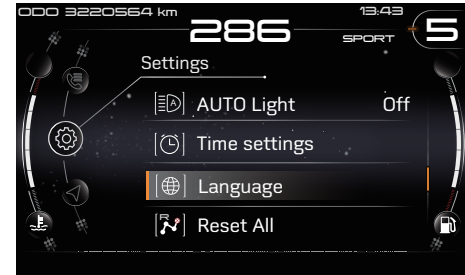 ODO 3220564 km
13:43
286
SPORT
5
Settings
AUTO Light Off
Time settings
Language
Reset All